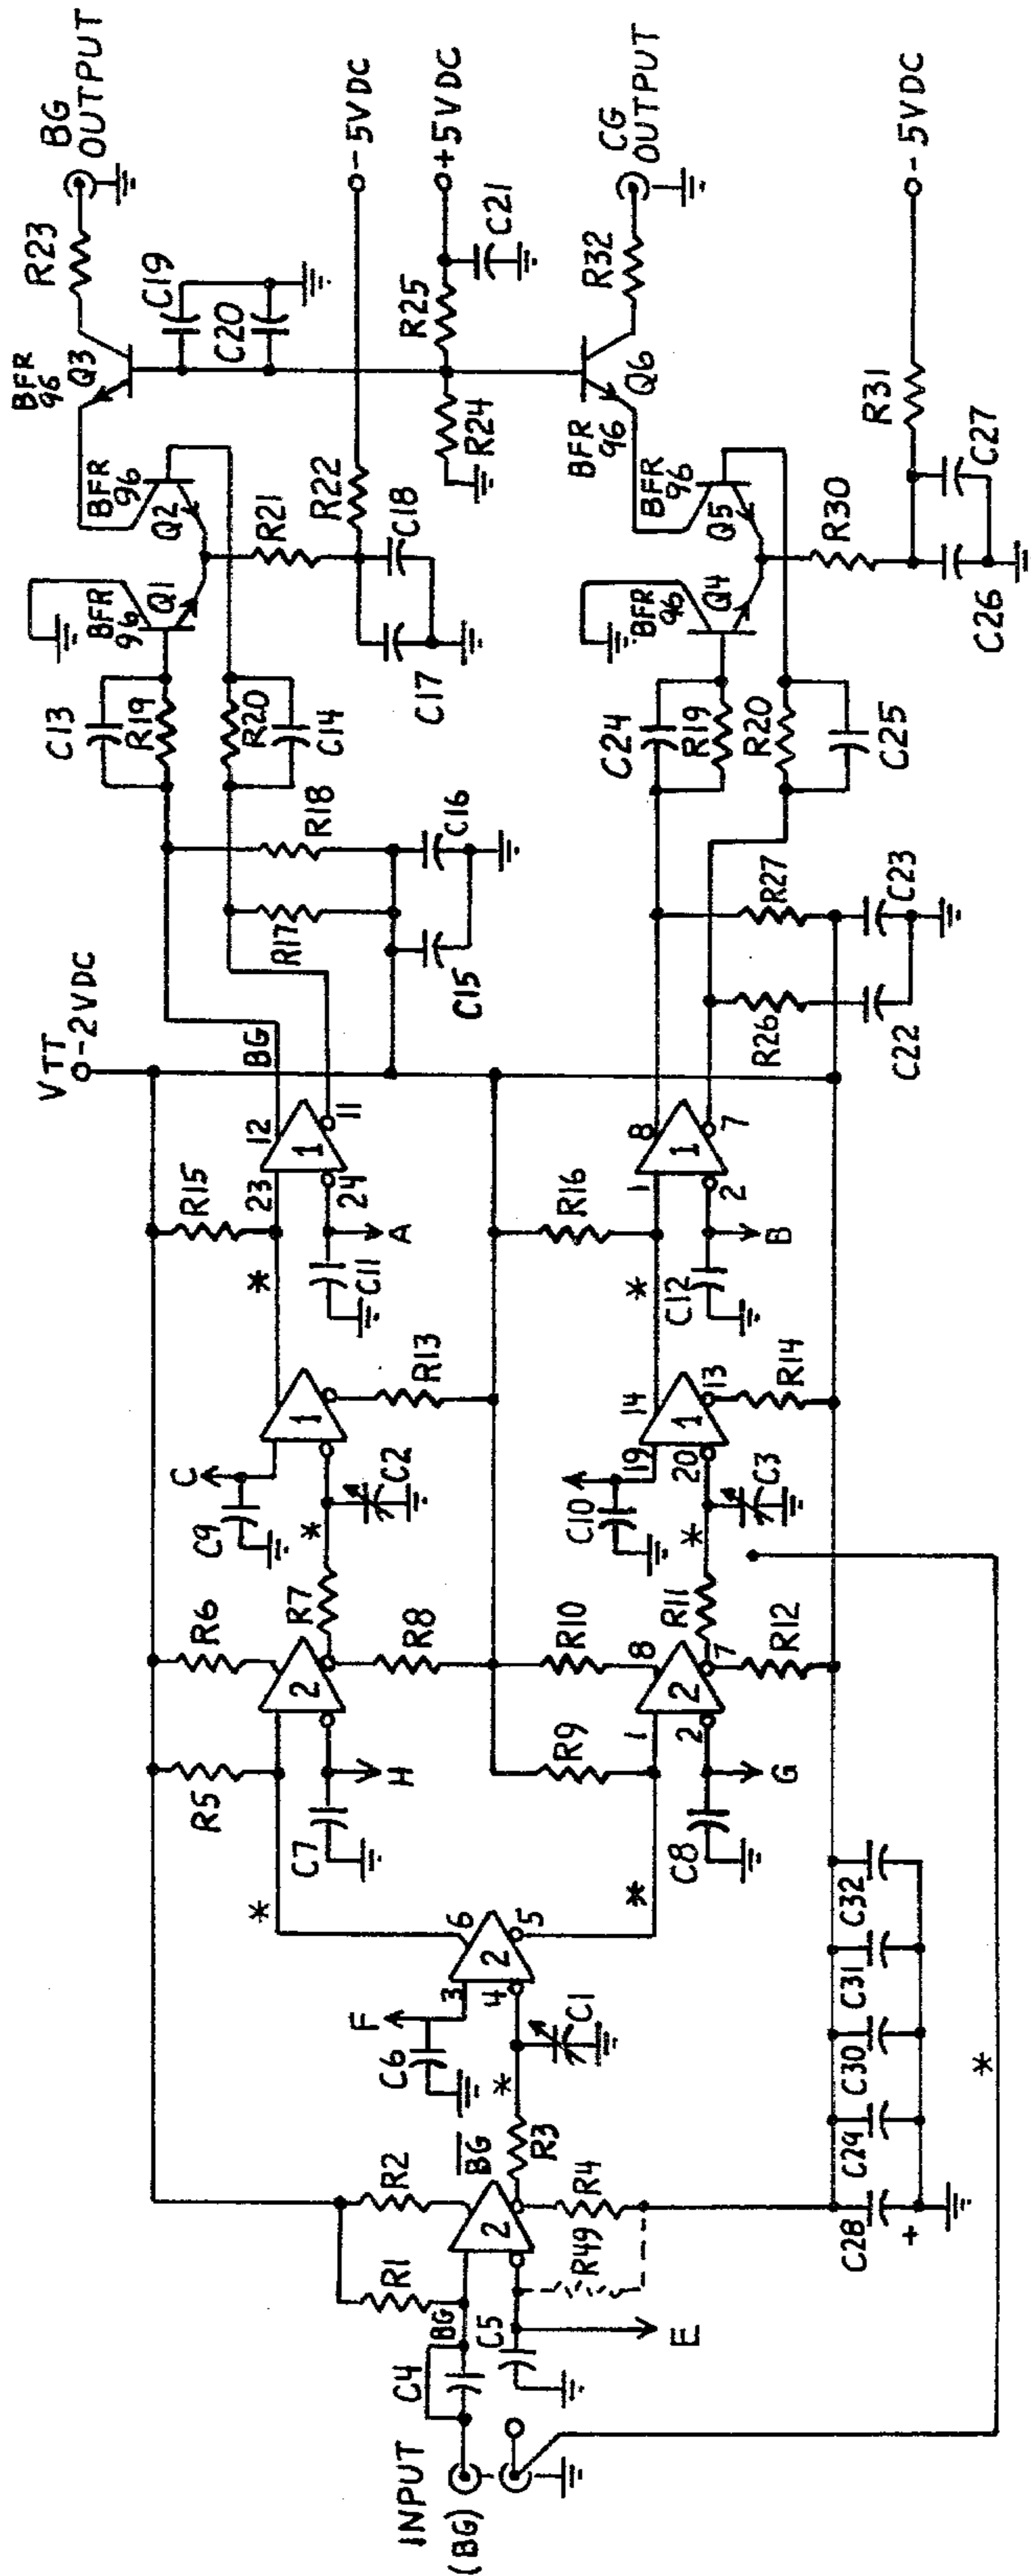 INPUT
(BG)
C4
BG
C5
E
R1
R2
2
BG
R49
R4
R3
*
C1
F
C6
3
4
2
6
5
*
*
C28
+
C29
C30
C31
C32
*
R5
R6
C7
H
2
R7
R8
*
C2
C9
C
1
R13
R9
R10
1
2
8
7
2
C8
G
R11
R12
*
C3
C10
19
20
14
13
1
R14
VTT
-2VDC
R15
*
23
24
12
11
1
BG
C11
A
R16
*
1
2
8
7
1
C12
B
R17
R18
C15
C16
C13
R19
R20
C14
BFR
96
Q1
BFR
96
Q2
BFR
96
Q3
R23
BG
OUTPUT
C19
C20
R21
R22
C17
C18
-5VDC
R24
R25
+5VDC
C21
R26
R27
C22
C23
C24
R19
R20
C25
BFR
96
Q4
BFR
96
Q5
BFR
96
Q6
R32
CG
OUTPUT
R30
R31
C26
C27
-5VDC